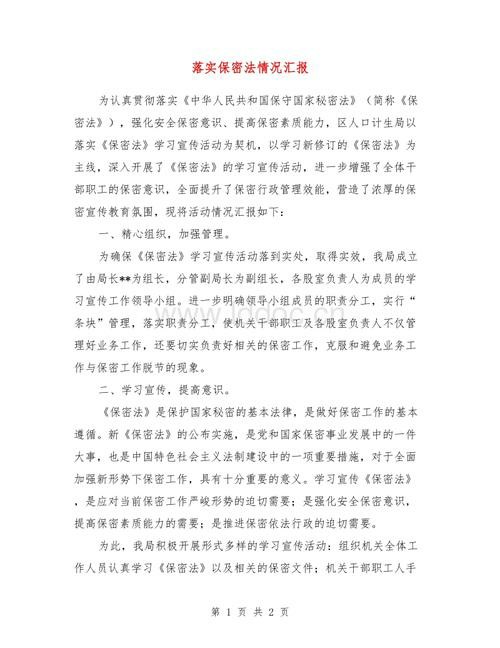 落实保密法情况汇报
为认真贯彻落实《中华人民共和国保守国家秘密法》（简称《保
密法》），强化安全保密意识、提高保密素质能力，区人口计生局以
落实《保密法》学习宣传活动为契机，以学习新修订的《保密法》为
主线，深入开展了《保密法》的学习宣传活动，进一步增强了全体干
部职工的保密意识，全面提升了保密行政管理效能，营造了浓厚的保
密宣传教育氛围，现将活动情况汇报如下：
一、精心组织，加强管理。
为确保《保密法》学习宣传活动落到实处，取得实效，我局成立
了由局长**为组长，分管副局长为副组长，各股室负责人为成员的学
习宣传工作领导小组。进一步明确领导小组成员的职责分工，实行“
条块”管理，落实职责分工，使机关干部职工及各股室负责人不仅管
理好业务工作，还要切实负责好相关的保密工作，克服和避免业务工
作与保密工作脱节的现象。
二、学习宣传，提高意识。
《保密法》是保护国家秘密的基本法律，是做好保密工作的基本
遵循。新《保密法》的公布实施，是党和国家保密事业发展中的一件
大事，也是中国特色社会主义法制建设中的一项重要措施，对于全面
加强新形势下保密工作，具有十分重要的意义。学习宣传《保密法》
，是应对当前保密工作严峻形势的迫切需要；是强化安全保密意识，
提高保密素质能力的需要；是推进保密依法行政的迫切需要。
为此，我局积极开展形式多样的学习宣传活动：组织机关全体工
作人员认真学习《保密法》以及相关的保密文件；机关干部职工人手
第 1 页 共 2 页